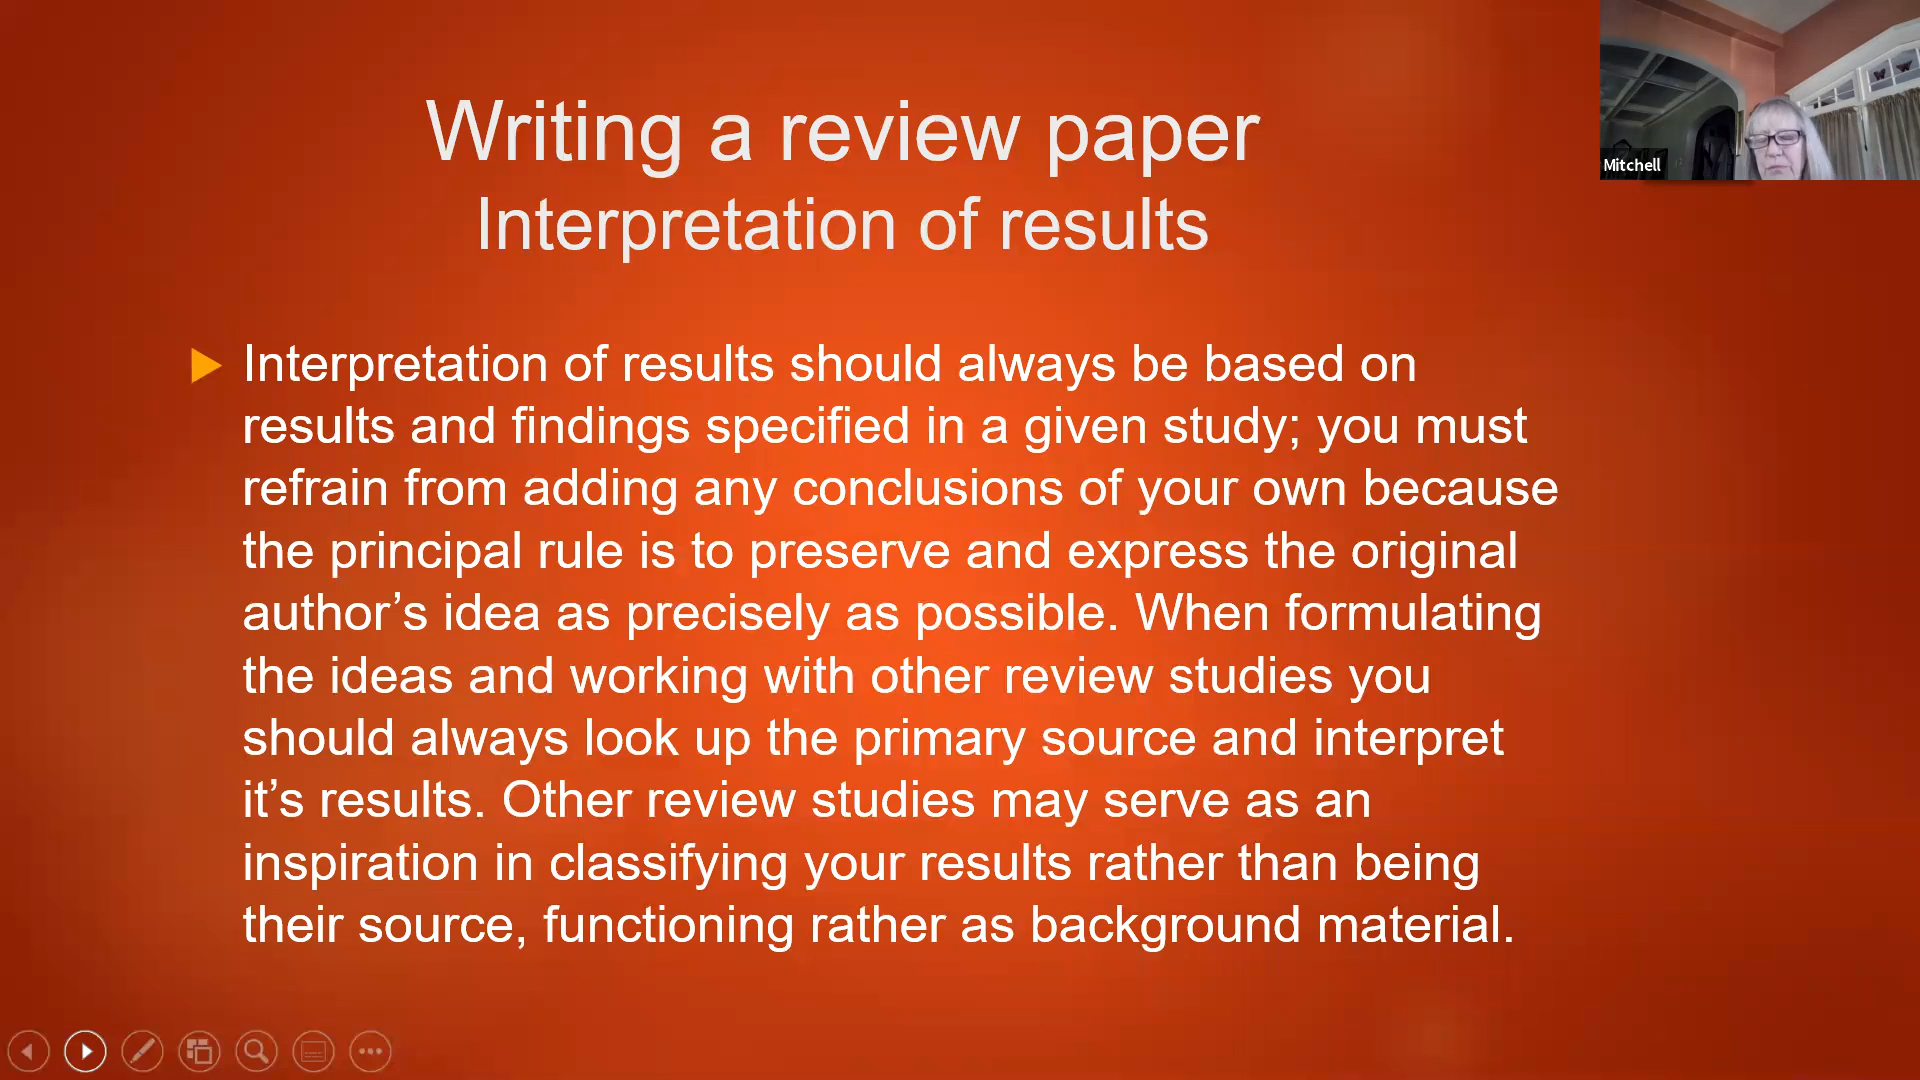 Writing a review paper
Interpretation of results
Mitchell
Interpretation of results should always be based on
results and findings specified in a given study; you must
refrain from adding any conclusions of your own because
the principal rule is to preserve and express the original
author’s idea as precisely as possible. When formulating
the ideas and working with other review studies you
should always look up the primary source and interpret
it’s results. Other review studies may serve as an
inspiration in classifying your results rather than being
their source, functioning rather as background material.